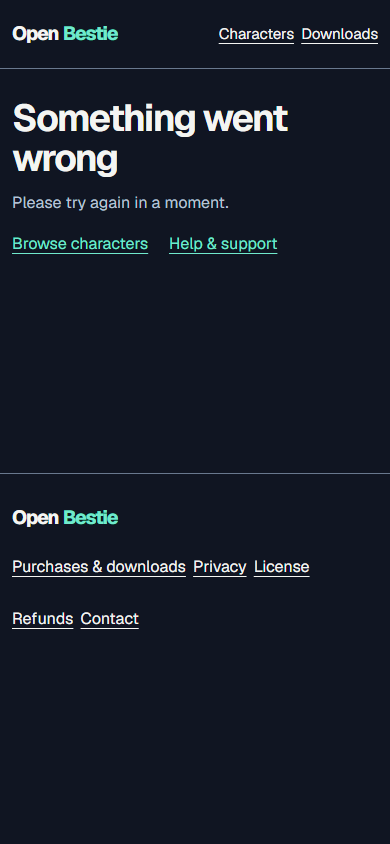 Open Bestie
Characters Downloads
Something went
wrong
Please try again in a moment.
Browse characters Help & support
Open Bestie
Purchases & downloads Privacy License
Refunds Contact